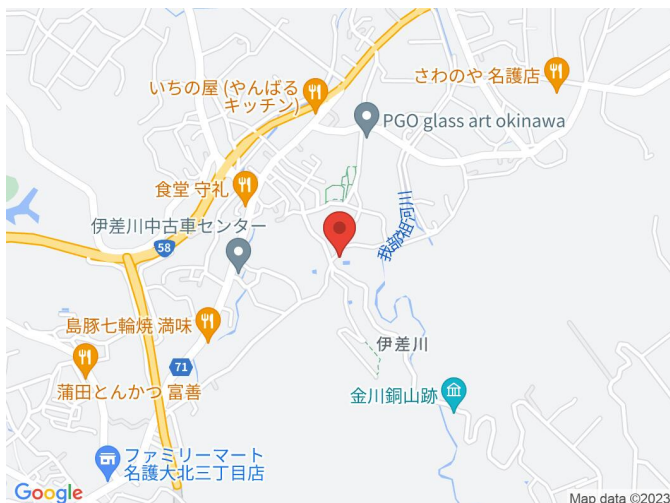 さわのや 名護店
いちの屋 (やんばる
キッチン)
PGO glass art okinawa
食堂 守礼
伊差川中古車センター
我部祖河川
58
島豚七輪焼 満味
伊差川
71
蒲田とんかつ 富善
金川銅山跡
ファミリーマート
名護大北三丁目店
Google
Map data ©2023